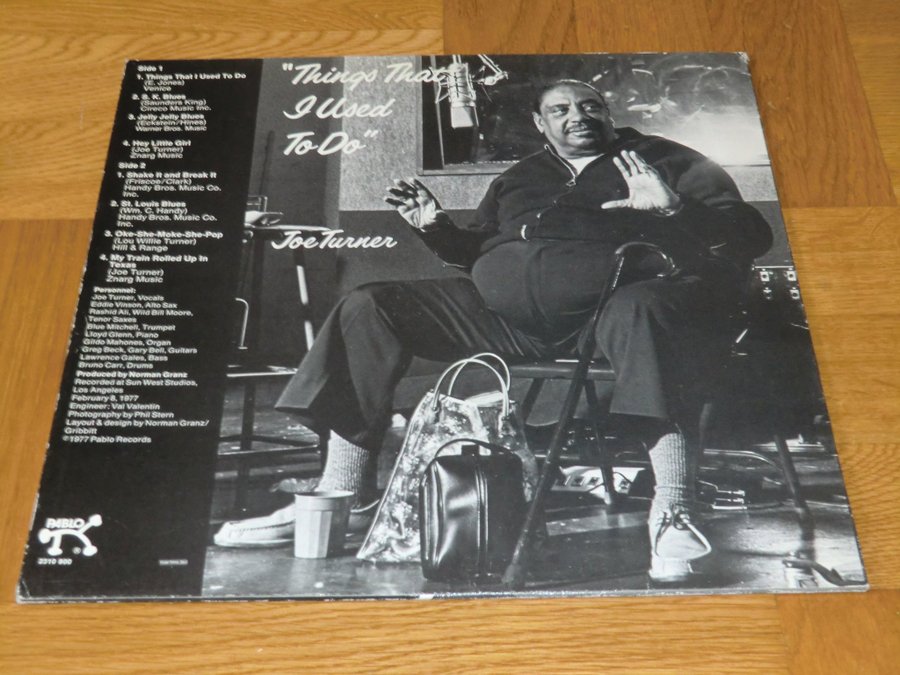 Side 1
1. Things That I Used To Do
(E. Jones)
Venice
2. S. K. Blues
(Saunders King)
Cireco Music Inc.
3. Jelly Jelly Blues
(Eckstein/Hines)
Warner Bros. Music
4. Hey Little Girl
(Joe Turner)
Znarg Music
Side 2
1. Shake It and Break It
(Friscoe/Clark)
Handy Bros. Music Co.
Inc.
2. St. Louis Blues
(Wm. C. Handy)
Handy Bros. Music Co.
Inc.
3. Oke-She-Moke-She-Pop
(Lou Willie Turner)
Hill & Range
4. My Train Rolled Up In
Texas
(Joe Turner)
Znarg Music
Personnel:
Joe Turner, Vocals
Eddie Vinson, Alto Sax
Rashid Ali, Wild Bill Moore,
Tenor Saxes
Blue Mitchell, Trumpet
Lloyd Glenn, Piano
Gildo Mahones, Organ
Greg Beck, Gary Bell, Guitars
Lawrence Gales, Bass
Bruno Carr, Drums
Produced by Norman Granz
Recorded at Sun West Studios,
Los Angeles
February 8, 1977
Engineer: Val Valentin
Photography by Phil Stern
Layout & design by Norman Granz/
Gribbitt
©1977 Pablo Records
PABLO
®
2310 800
"Things That
I Used
To Do"
Joe Turner